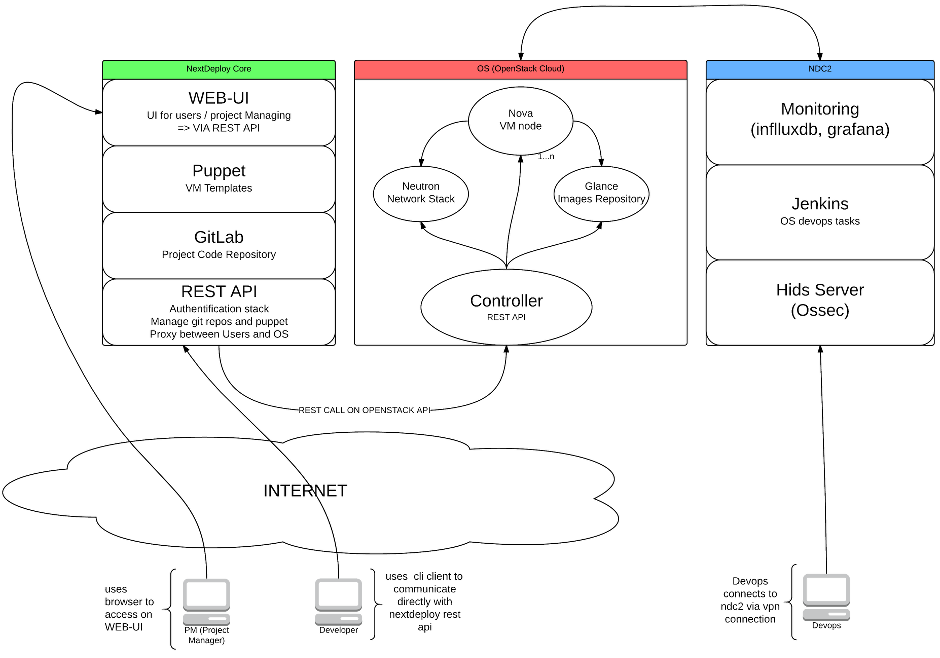 NextDeploy Core
WEB-UI
UI for users / project Managing
=> VIA REST API
Puppet
VM Templates
GitLab
Project Code Repository
REST API
Authentification stack
Manage git repos and puppet
Proxy between Users and OS
OS (OpenStack Cloud)
Nova
VM node
1...n
Neutron
Network Stack
Glance
Images Repository
Controller
REST API
NDC2
Monitoring
(inflluxdb, grafana)
Jenkins
OS devops tasks
Hids Server
(Ossec)
REST CALL ON OPENSTACK API
INTERNET
uses
browser to
access on
WEB-UI
PM (Project
Manager)
Developer
uses cli client to
communicate
directly with
nextdeploy rest
api
Devops
connects to
ndc2 via vpn
connection
Devops